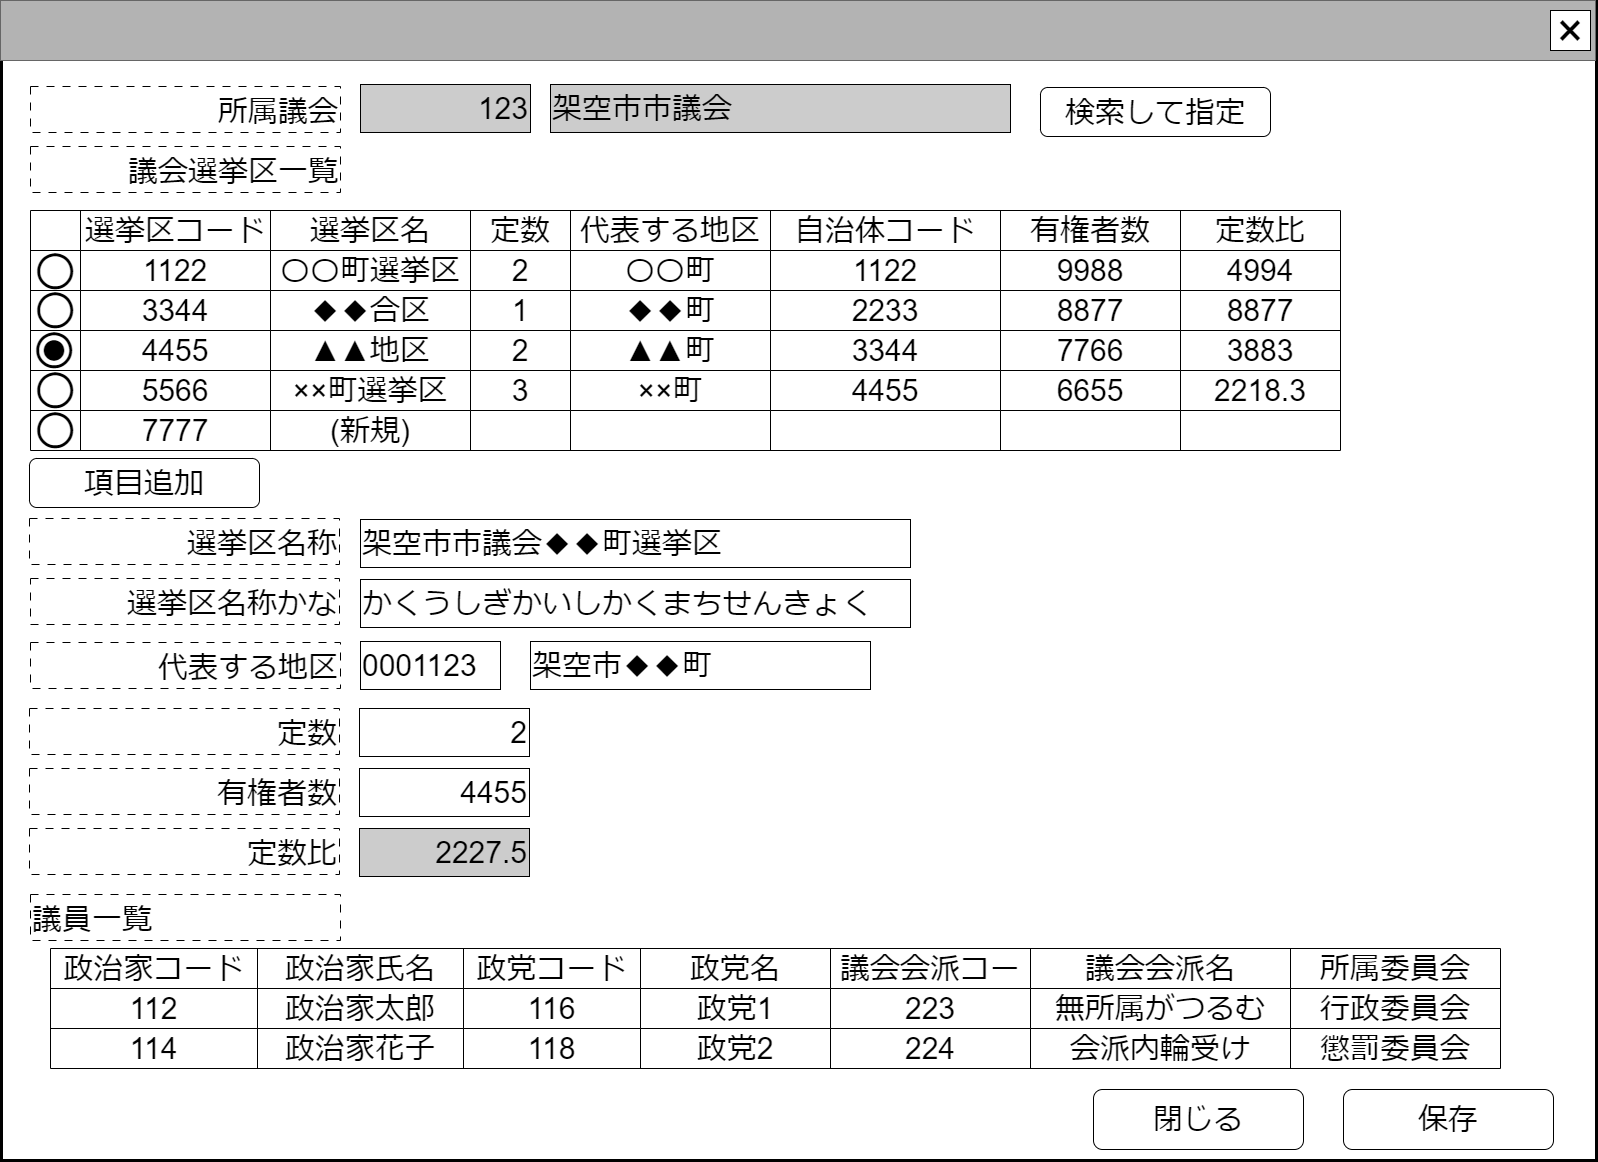 所属議会 123 架空市市議会 検索して指定
議会選挙区一覧
選挙区コード 選挙区名 定数 代表する地区 自治体コード 有権者数 定数比
1122 〇〇町選挙区 2 〇〇町 1122 9988 4994
3344 ◆◆合区 1 ◆◆町 2233 8877 8877
4455 ▲▲地区 2 ▲▲町 3344 7766 3883
5566 ××町選挙区 3 ××町 4455 6655 2218.3
7777 (新規)
項目追加
選挙区名称 架空市市議会◆◆町選挙区
選挙区名称かな かくうしぎかいしかくまちせんきょく
代表する地区 0001123 架空市◆◆町
定数 2
有権者数 4455
定数比 2227.5
議員一覧
政治家コード 政治家氏名 政党コード 政党名 議会会派コー 議会会派名 所属委員会
112 政治家太郎 116 政党1 223 無所属がつるむ 行政委員会
114 政治家花子 118 政党2 224 会派内輪受け 懲罰委員会
閉じる 保存